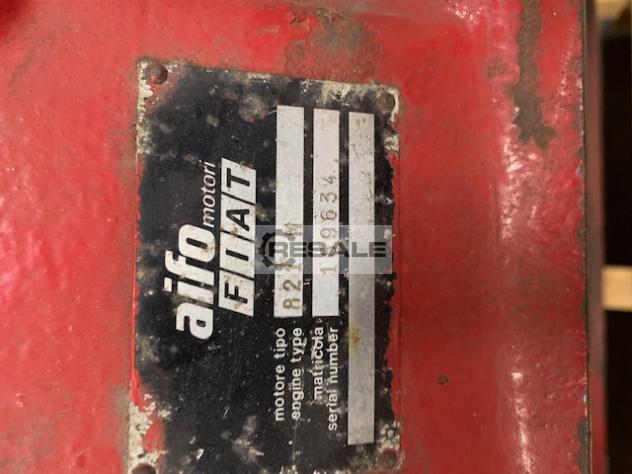 aifo motori
FIAT
motore tipo
engine type
matricola
serial number
RESALE